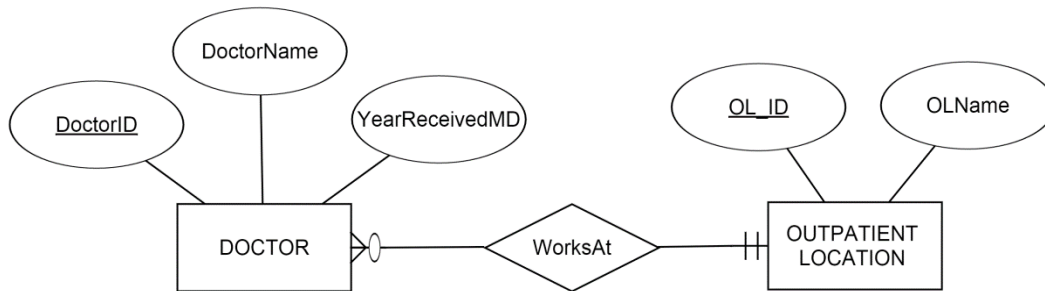 DoctorName
DoctorID
YearReceivedMD
OL_ID
OLName
DOCTOR
WorksAt
OUTPATIENT
LOCATION